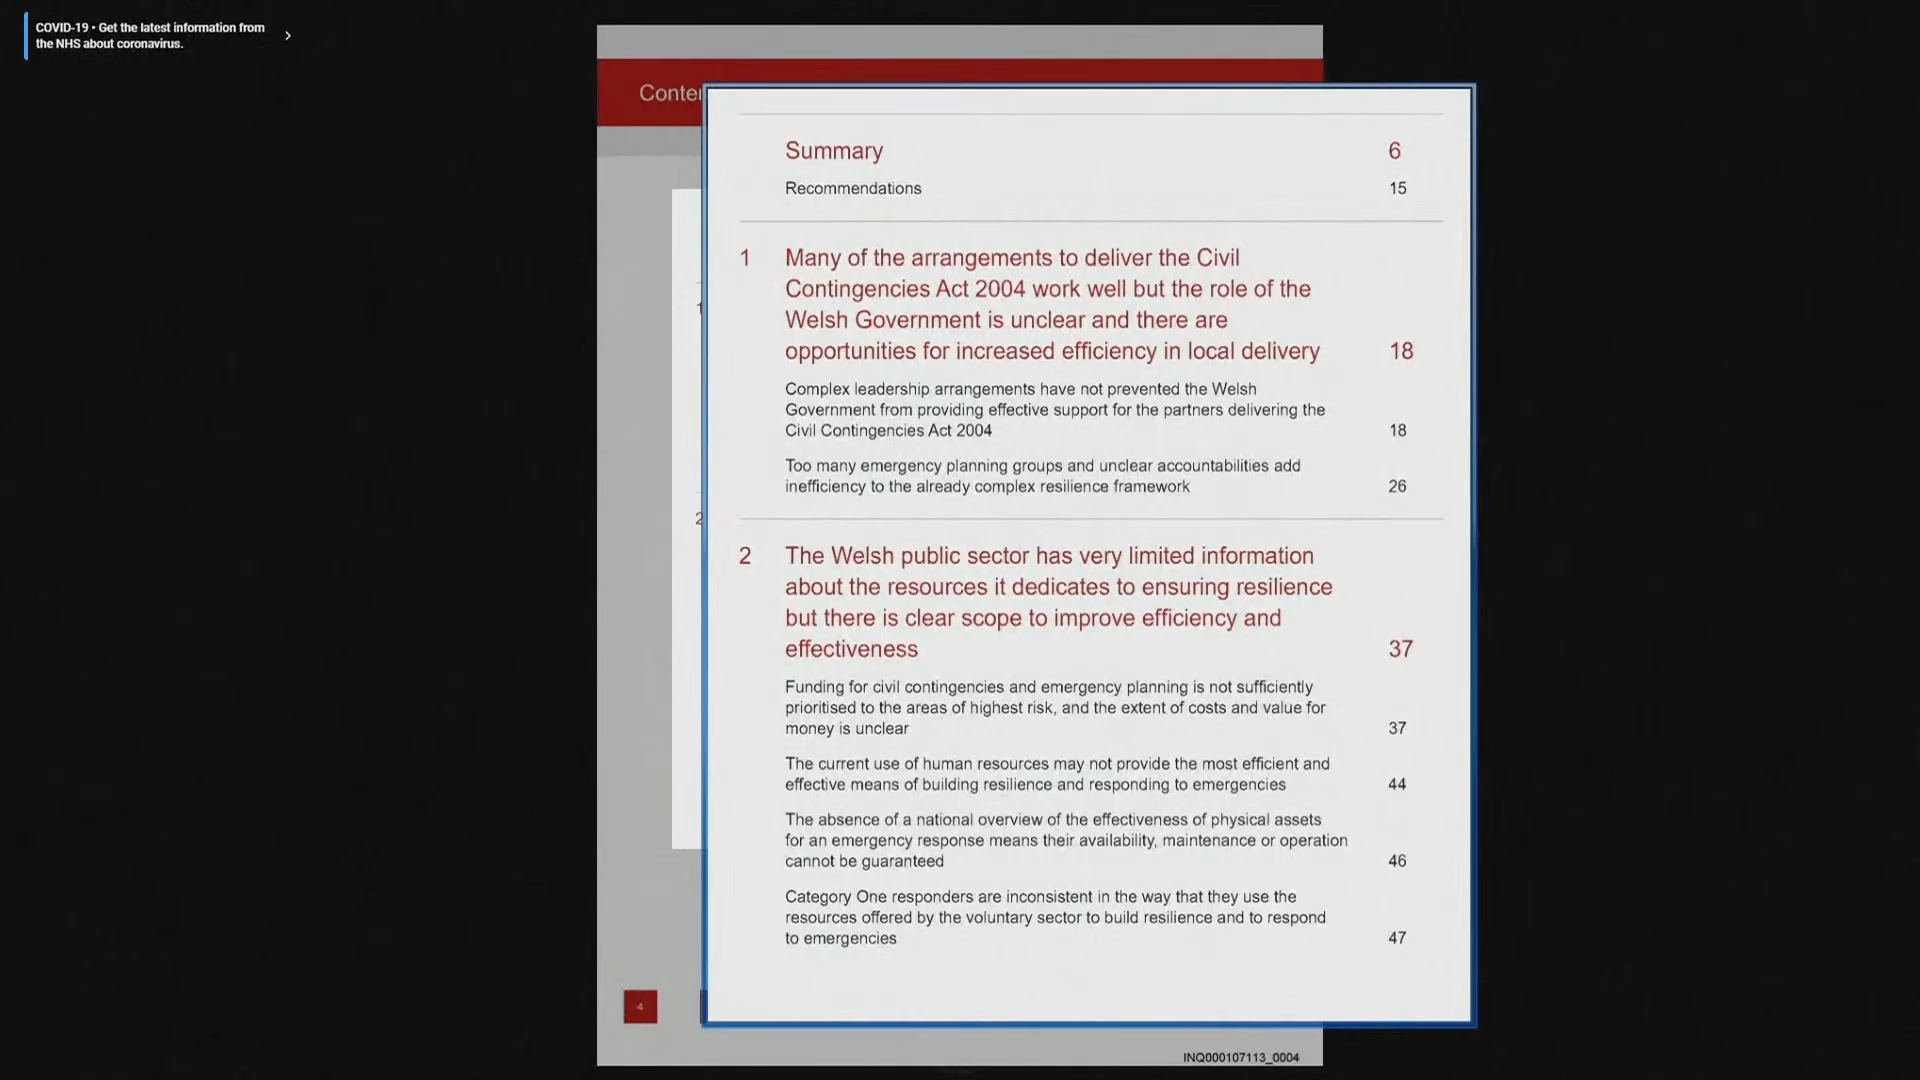 COVID-19 • Get the latest information from
the NHS about coronavirus.
Summary 6
Recommendations 15
1 Many of the arrangements to deliver the Civil
Contingencies Act 2004 work well but the role of the
Welsh Government is unclear and there are
opportunities for increased efficiency in local delivery 18
Complex leadership arrangements have not prevented the Welsh
Government from providing effective support for the partners delivering the
Civil Contingencies Act 2004 18
Too many emergency planning groups and unclear accountabilities add
inefficiency to the already complex resilience framework 26
2 The Welsh public sector has very limited information
about the resources it dedicates to ensuring resilience
but there is clear scope to improve efficiency and
effectiveness 37
Funding for civil contingencies and emergency planning is not sufficiently
prioritised to the areas of highest risk, and the extent of costs and value for
money is unclear 37
The current use of human resources may not provide the most efficient and
effective means of building resilience and responding to emergencies 44
The absence of a national overview of the effectiveness of physical assets
for an emergency response means their availability, maintenance or operation
cannot be guaranteed 46
Category One responders are inconsistent in the way that they use the
resources offered by the voluntary sector to build resilience and to respond
to emergencies 47
4
INQ000107113_0004